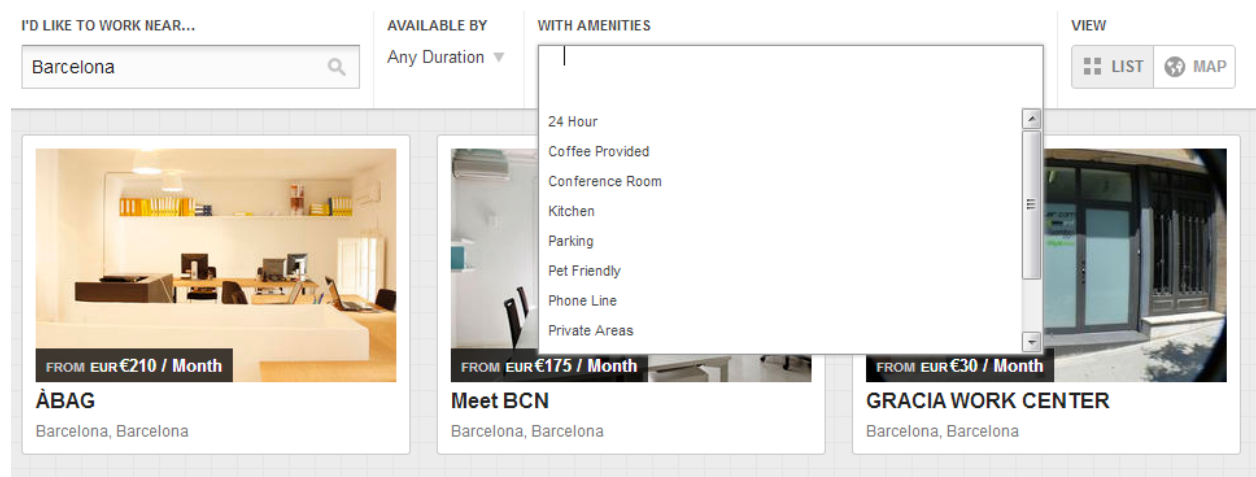 I'D LIKE TO WORK NEAR...
Barcelona
AVAILABLE BY
Any Duration
WITH AMENITIES
24 Hour
Coffee Provided
Conference Room
Kitchen
Parking
Pet Friendly
Phone Line
Private Areas
VIEW
LIST
MAP
FROM EUR€210 / Month
ÀBAG
Barcelona, Barcelona
FROM EUR€175 / Month
Meet BCN
Barcelona, Barcelona
FROM EUR€30 / Month
GRACIA WORK CENTER
Barcelona, Barcelona